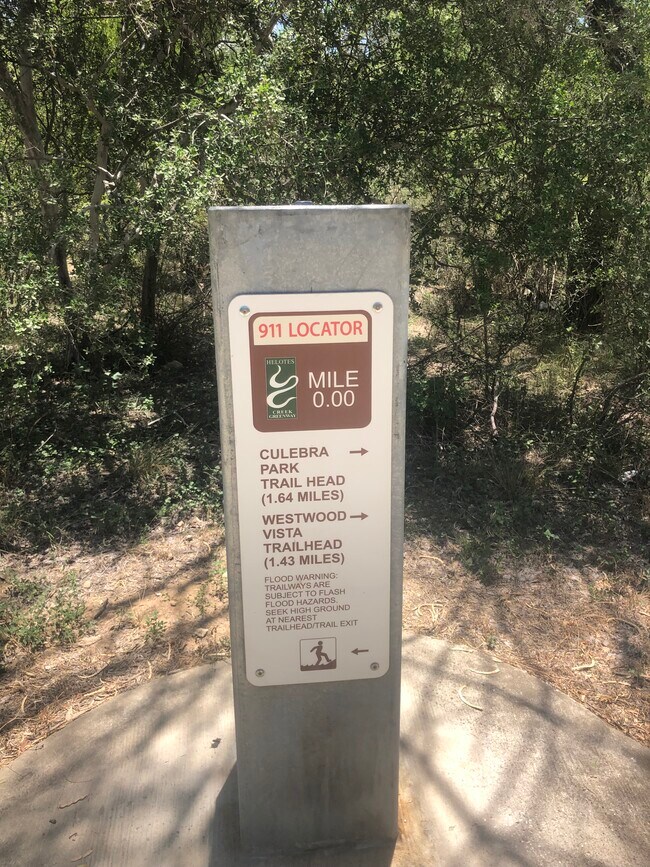 911 LOCATOR
HELOTES
CREEK
GREENWAY
MILE
0.00
CULEBRA
PARK
TRAIL HEAD
(1.64 MILES)
WESTWOOD
VISTA
TRAILHEAD
(1.43 MILES)
FLOOD WARNING:
TRAILWAYS ARE
SUBJECT TO FLASH
FLOOD HAZARDS.
SEEK HIGH GROUND
AT NEAREST
TRAILHEAD/TRAIL EXIT